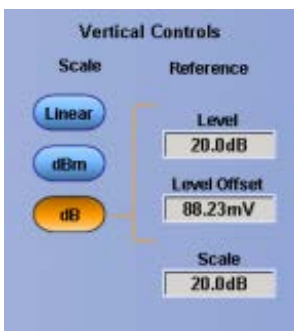 Vertical Controls
Scale
Reference
Linear
dBm
dB
Level
20.0dB
Level Offset
88.23mV
Scale
20.0dB